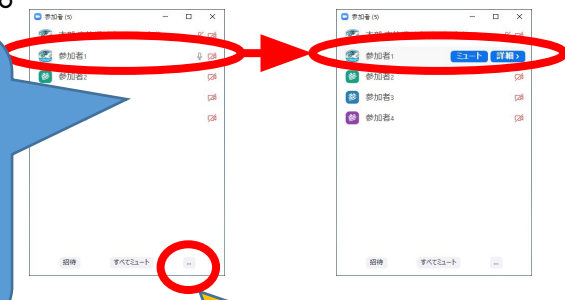 参加者(5)
参加者1
参加者2
招待 すべてミュート ...
参加者(5)
参加者1 ミュート 詳細>
参加者2
参加者3
参加者4
招待 すべてミュート ...